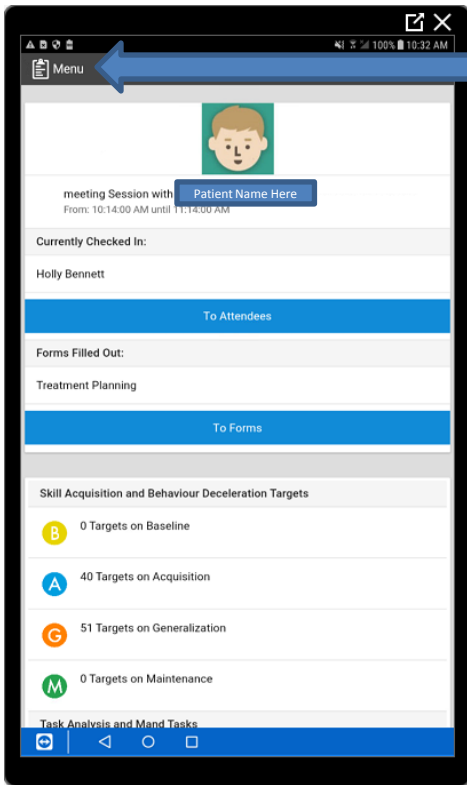 100% 10:32 AM
Menu
meeting Session with Patient Name Here
From: 10:14:00 AM until 11:14:00 AM
Currently Checked In:
Holly Bennett
To Attendees
Forms Filled Out:
Treatment Planning
To Forms
Skill Acquisition and Behaviour Deceleration Targets
B 0 Targets on Baseline
A 40 Targets on Acquisition
G 51 Targets on Generalization
M 0 Targets on Maintenance
Task Analysis and Mand Tasks